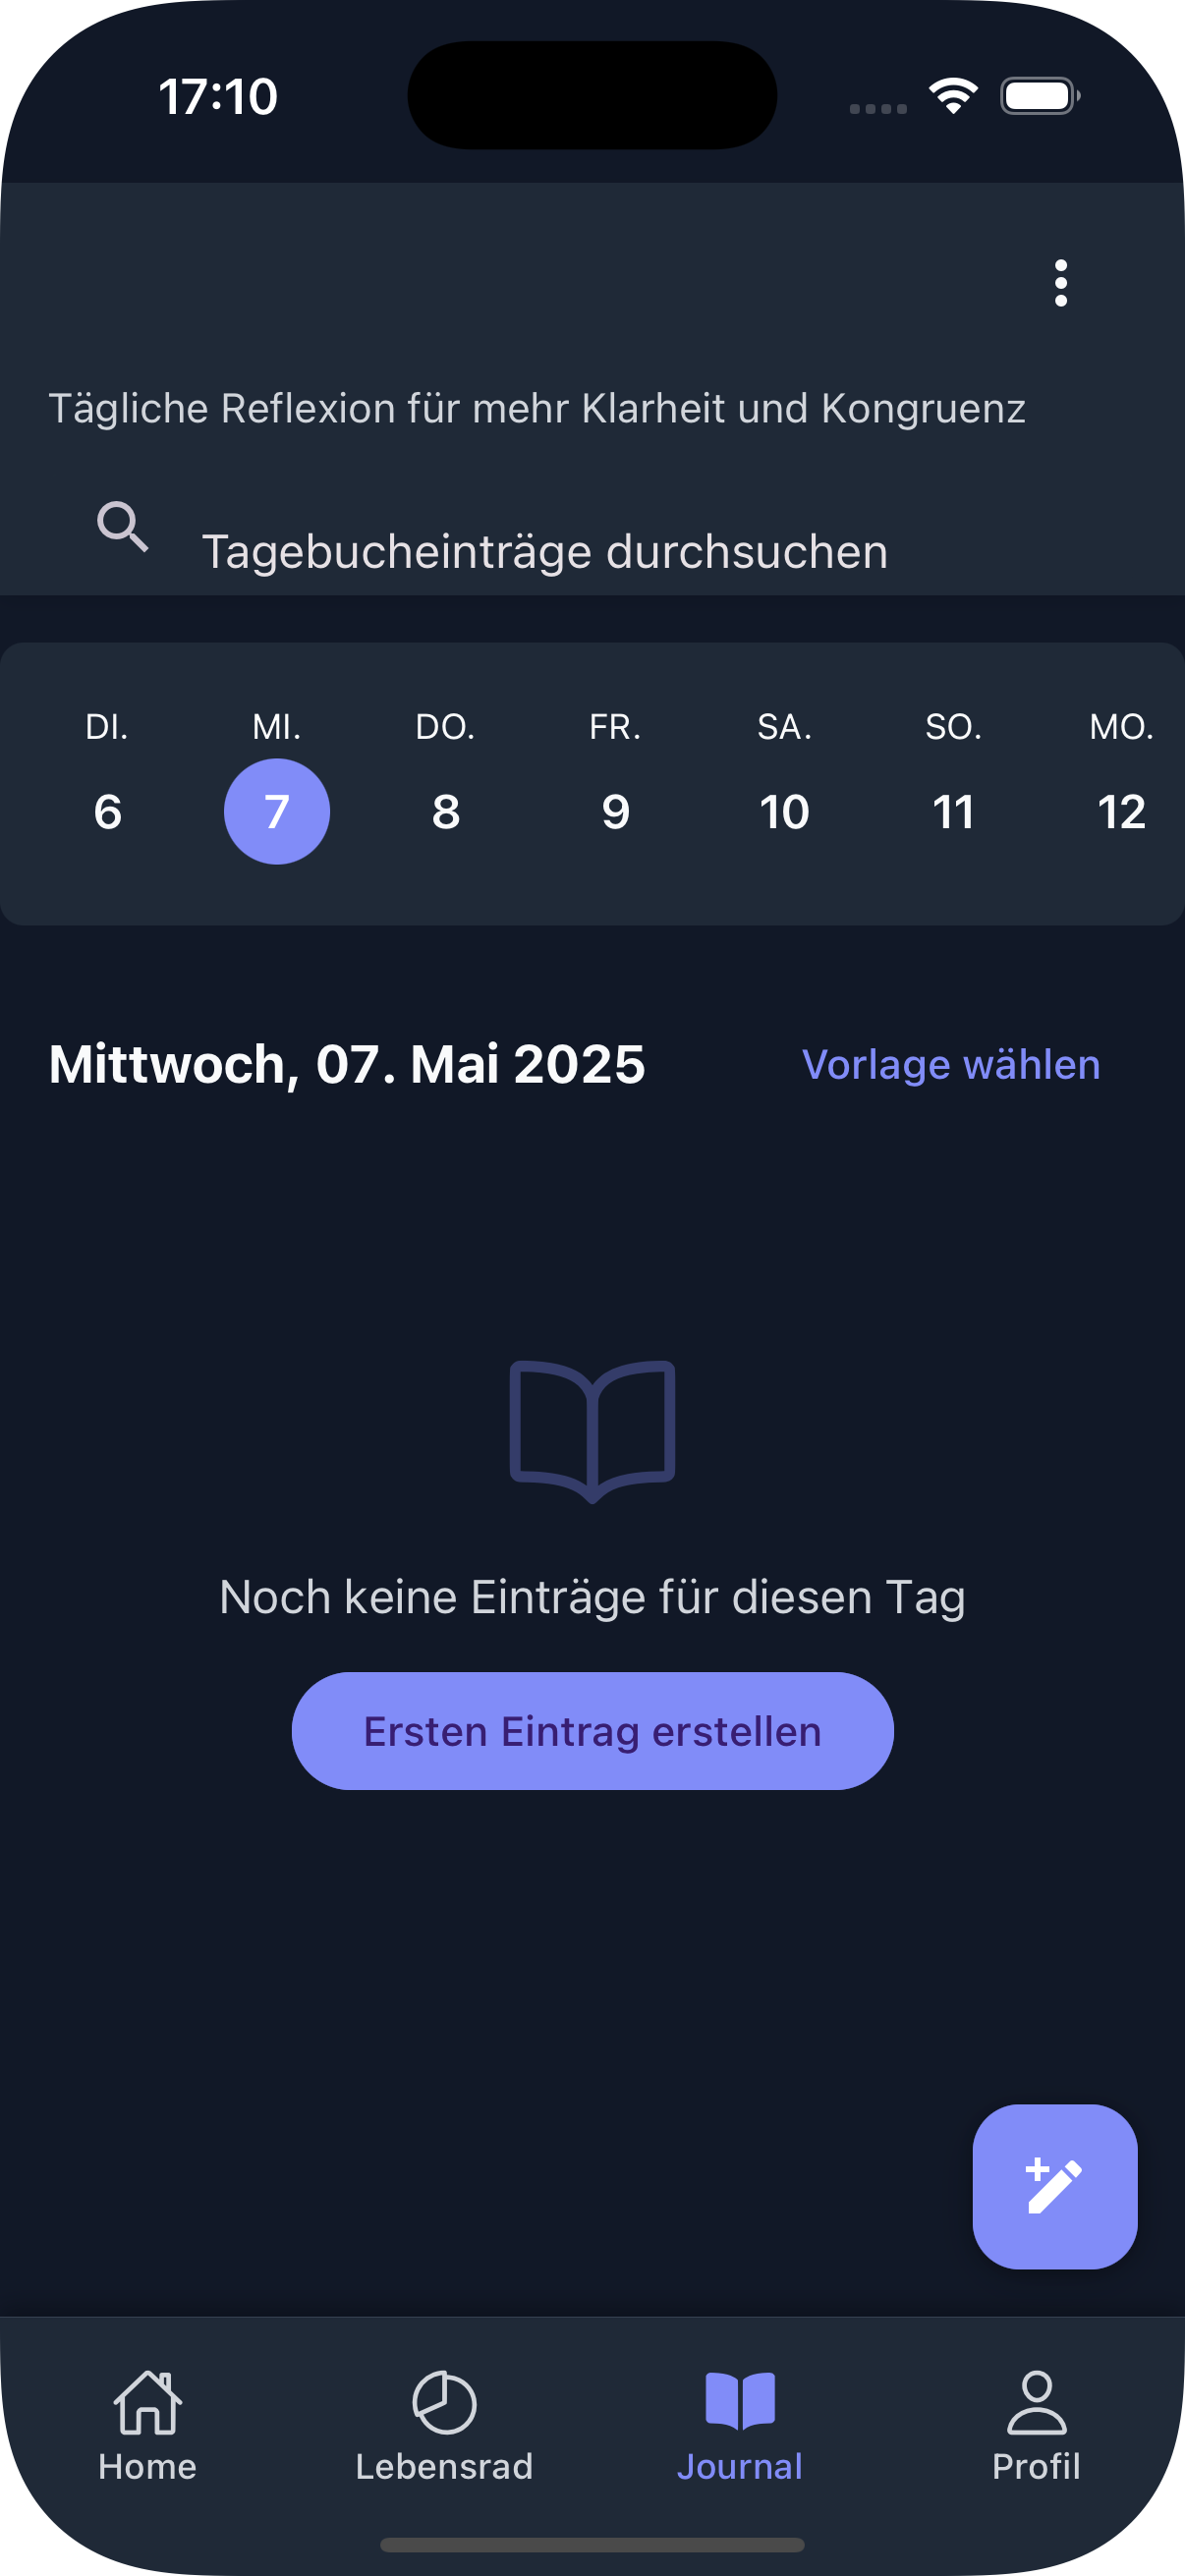 17:10
Tägliche Reflexion für mehr Klarheit und Kongruenz
Tagebucheinträge durchsuchen
DI. MI. DO. FR. SA. SO. MO.
6 7 8 9 10 11 12
Mittwoch, 07. Mai 2025 Vorlage wählen
Noch keine Einträge für diesen Tag
Ersten Eintrag erstellen
Home Lebensrad Journal Profil